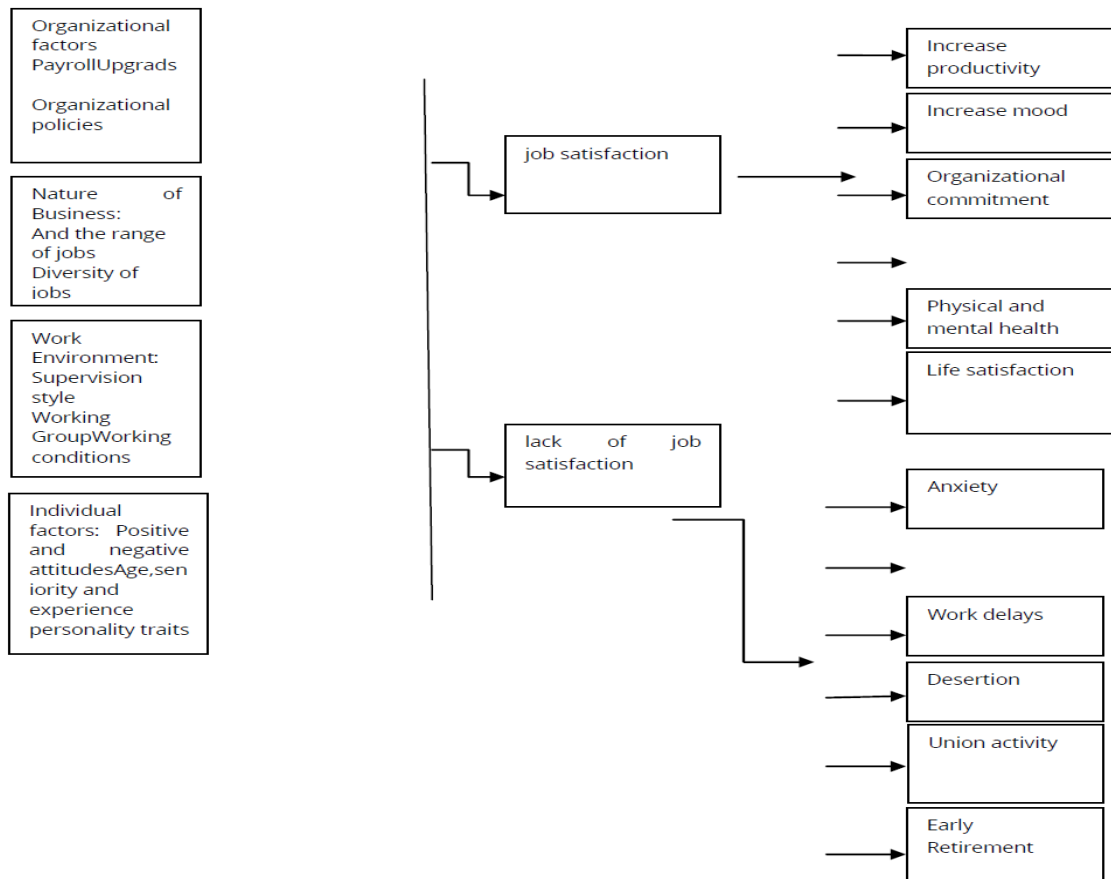 Organizational
factors
PayrollUpgrads
Organizational
policies
Nature of
Business:
And the range
of jobs
Diversity of
jobs
Work
Environment:
Supervision
style
Working
GroupWorking
conditions
Individual
factors: Positive
and negative
attitudesAge,sen
iority and
experience
personality traits
job satisfaction
lack of job
satisfaction
Increase
productivity
Increase mood
Organizational
commitment
Physical and
mental health
Life satisfaction
Anxiety
Work delays
Desertion
Union activity
Early
Retirement